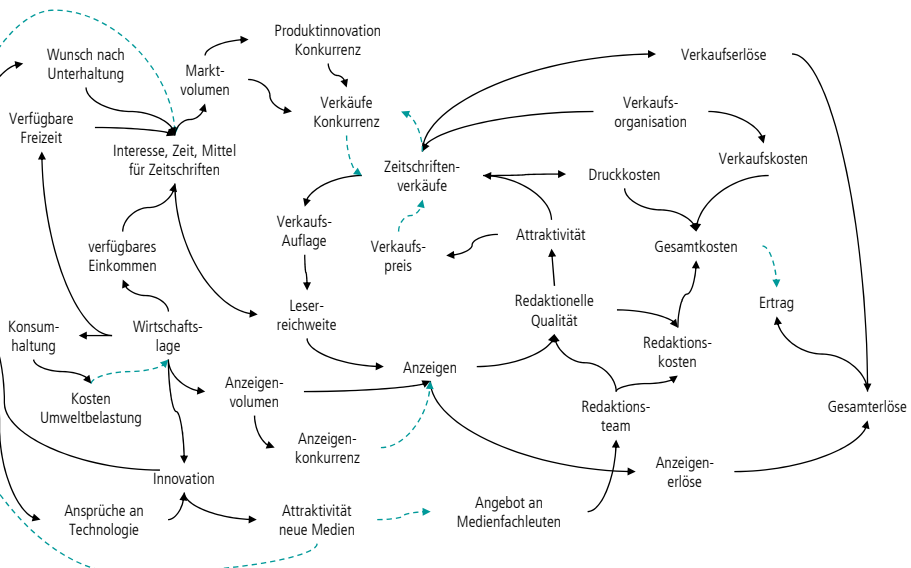 Produktinnovation
Konkurrenz
Wunsch nach
Unterhaltung
Markt-
volumen
Verkaufserlöse
Verkäufe
Konkurrenz
Verkaufs-
organisation
Verfügbare
Freizeit
Interesse, Zeit, Mittel
für Zeitschriften
Zeitschriften-
verkäufe
Druckkosten
Verkaufskosten
Verkaufs-
Auflage
Verkaufs-
preis
Attraktivität
Gesamtkosten
verfügbares
Einkommen
Leser-
reichweite
Redaktionelle
Qualität
Ertrag
Konsum-
haltung
Wirtschafts-
lage
Redaktions-
kosten
Anzeigen
Anzeigen-
volumen
Kosten
Umweltbelastung
Redaktions-
team
Gesamterlöse
Anzeigen-
konkurrenz
Anzeigen-
erlöse
Innovation
Ansprüche an
Technologie
Attraktivität
neue Medien
Angebot an
Medienfachleuten